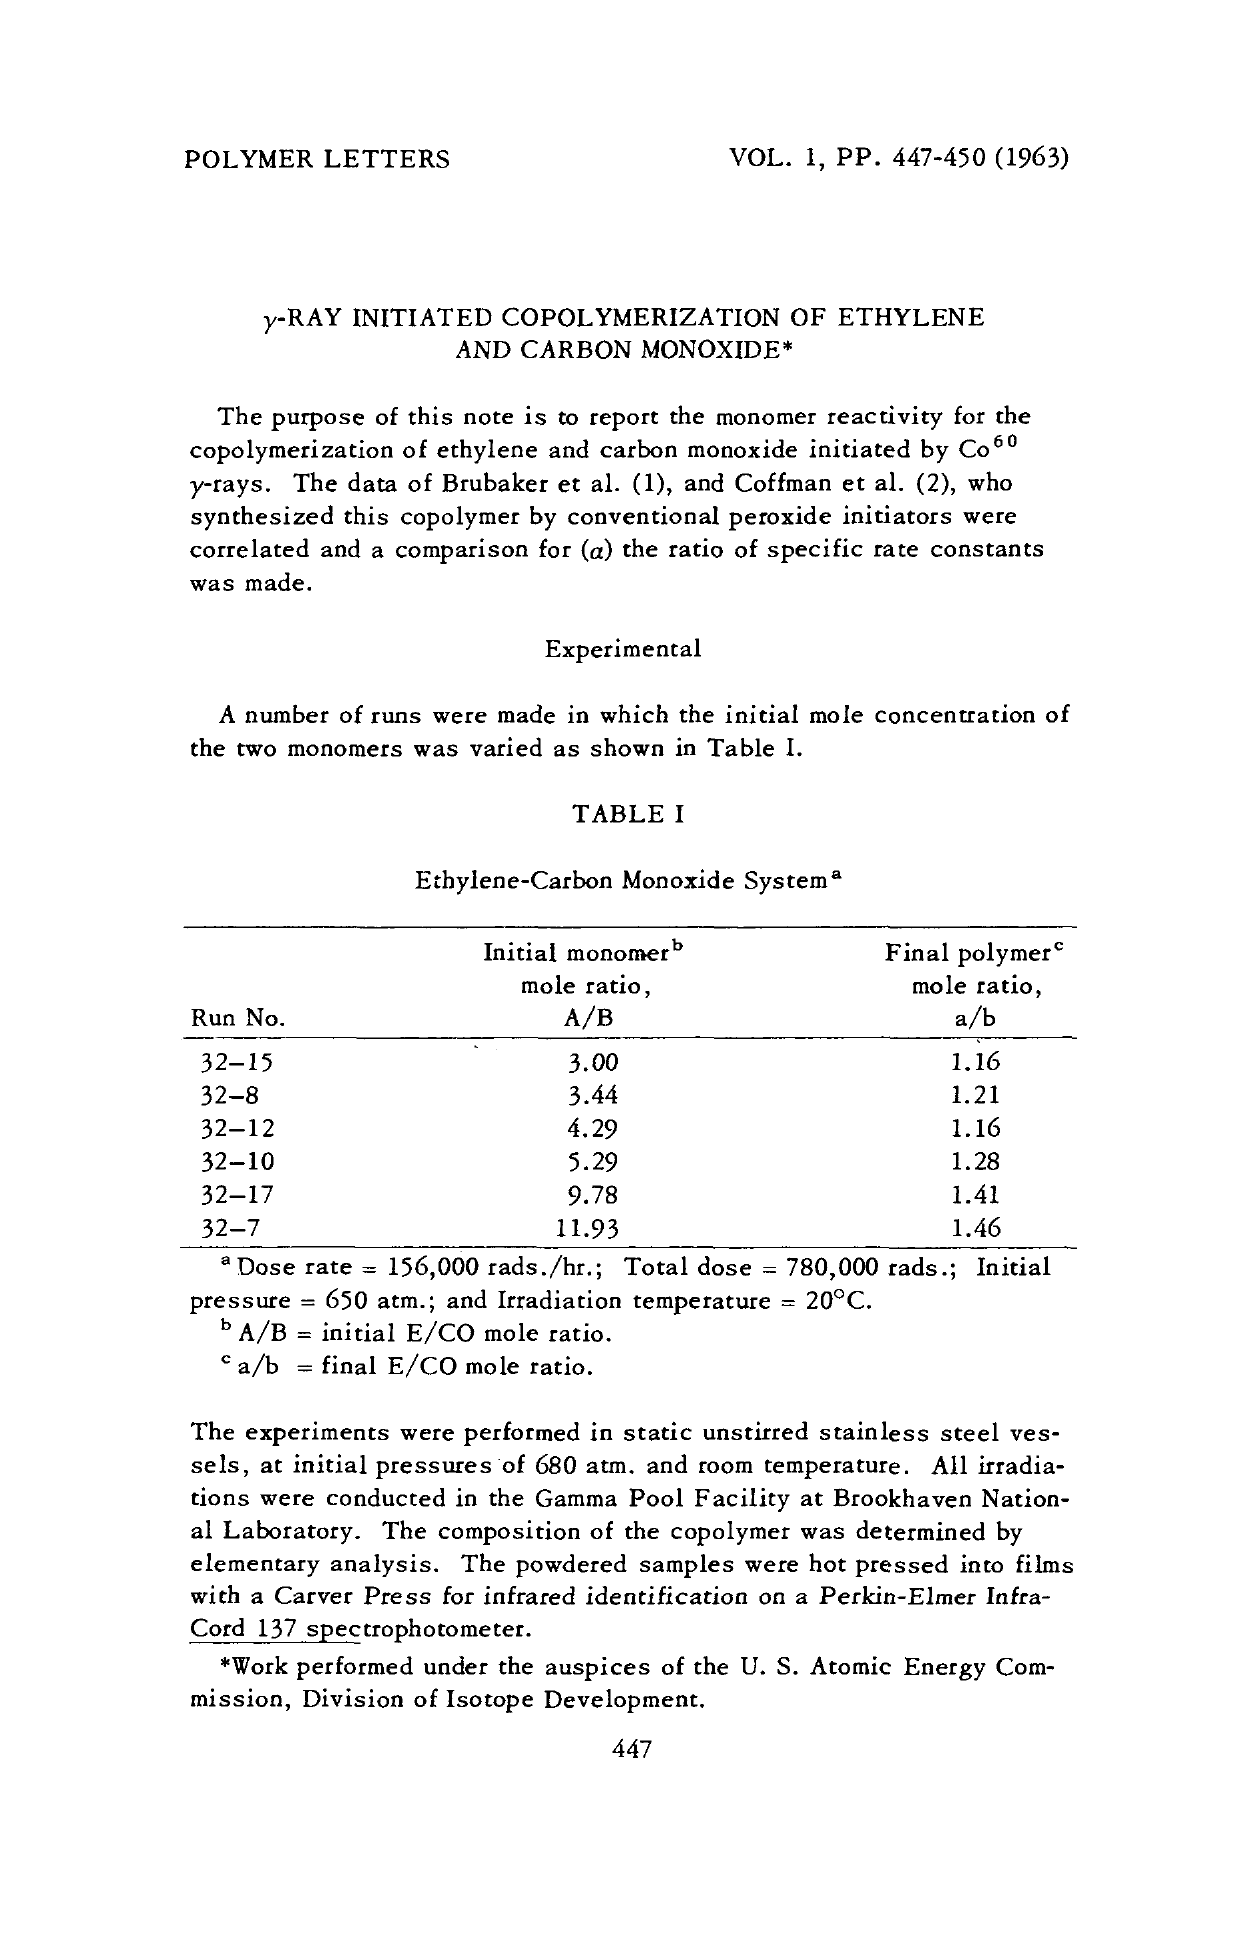 POLYMER LETTERS VOL. 1, PP. 447-450 (1963)
γ-RAY INITIATED COPOLYMERIZATION OF ETHYLENE
AND CARBON MONOXIDE*
The purpose of this note is to report the monomer reactivity for the
copolymerization of ethylene and carbon monoxide initiated by Co⁶⁰
γ-rays. The data of Brubaker et al. (1), and Coffman et al. (2), who
synthesized this copolymer by conventional peroxide initiators were
correlated and a comparison for (α) the ratio of specific rate constants
was made.
Experimental
A number of runs were made in which the initial mole concentration of
the two monomers was varied as shown in Table I.
TABLE I
Ethylene-Carbon Monoxide Systemᵃ
Initial monomerᵇ Final polymerᶜ
mole ratio, mole ratio,
Run No. A/B a/b
32–15 3.00 1.16
32–8 3.44 1.21
32–12 4.29 1.16
32–10 5.29 1.28
32–17 9.78 1.41
32–7 11.93 1.46
ᵃ Dose rate = 156,000 rads./hr.; Total dose = 780,000 rads.; Initial
pressure = 650 atm.; and Irradiation temperature = 20°C.
ᵇ A/B = initial E/CO mole ratio.
ᶜ a/b = final E/CO mole ratio.
The experiments were performed in static unstirred stainless steel ves-
sels, at initial pressures of 680 atm. and room temperature. All irradia-
tions were conducted in the Gamma Pool Facility at Brookhaven Nation-
al Laboratory. The composition of the copolymer was determined by
elementary analysis. The powdered samples were hot pressed into films
with a Carver Press for infrared identification on a Perkin-Elmer Infra-
Cord 137 spectrophotometer.
*Work performed under the auspices of the U. S. Atomic Energy Com-
mission, Division of Isotope Development.
447